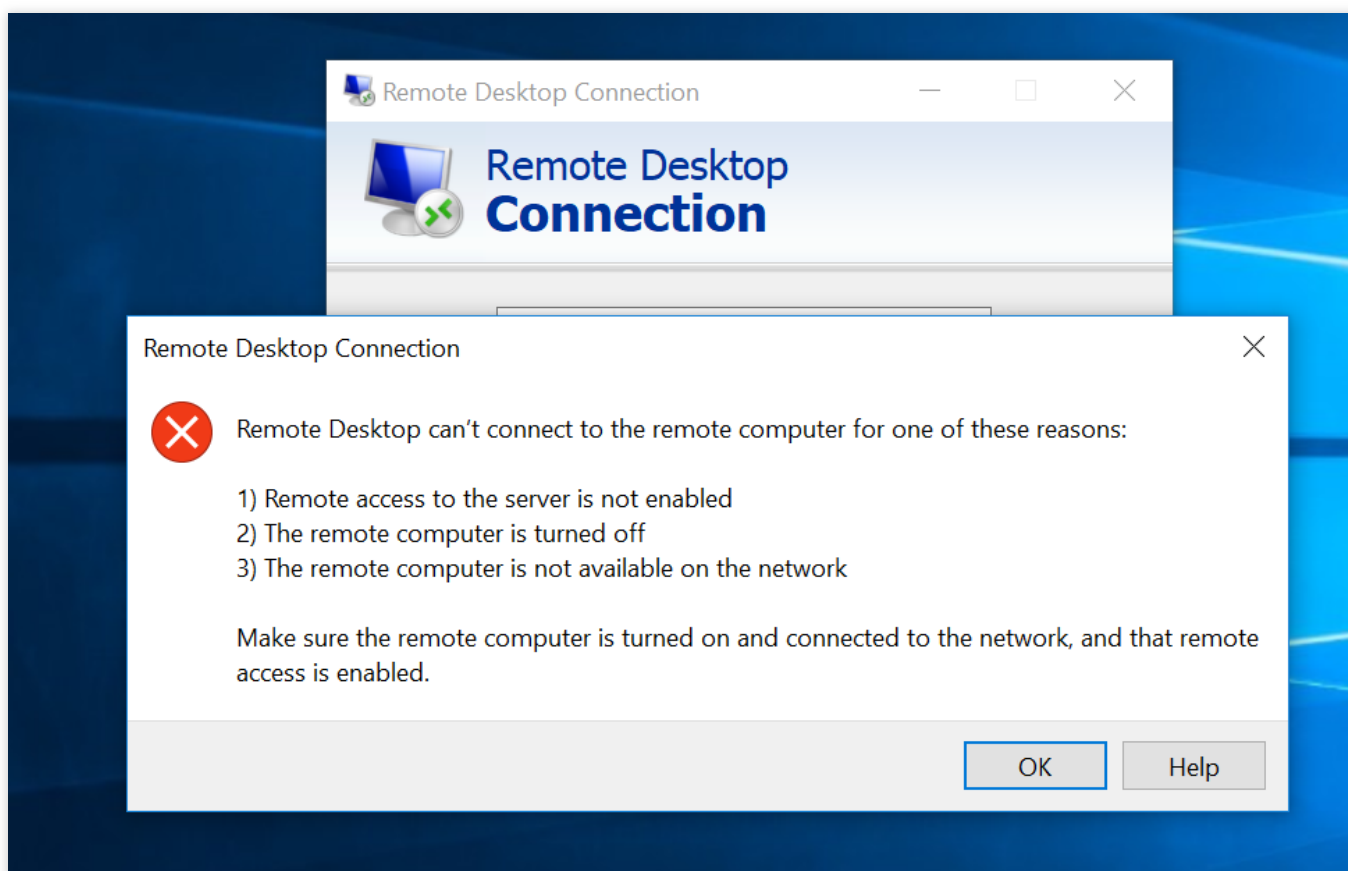 Remote Desktop Connection
Remote Desktop
Connection
Remote Desktop Connection
Remote Desktop can’t connect to the remote computer for one of these reasons:
1) Remote access to the server is not enabled
2) The remote computer is turned off
3) The remote computer is not available on the network
Make sure the remote computer is turned on and connected to the network, and that remote
access is enabled.
OK
Help